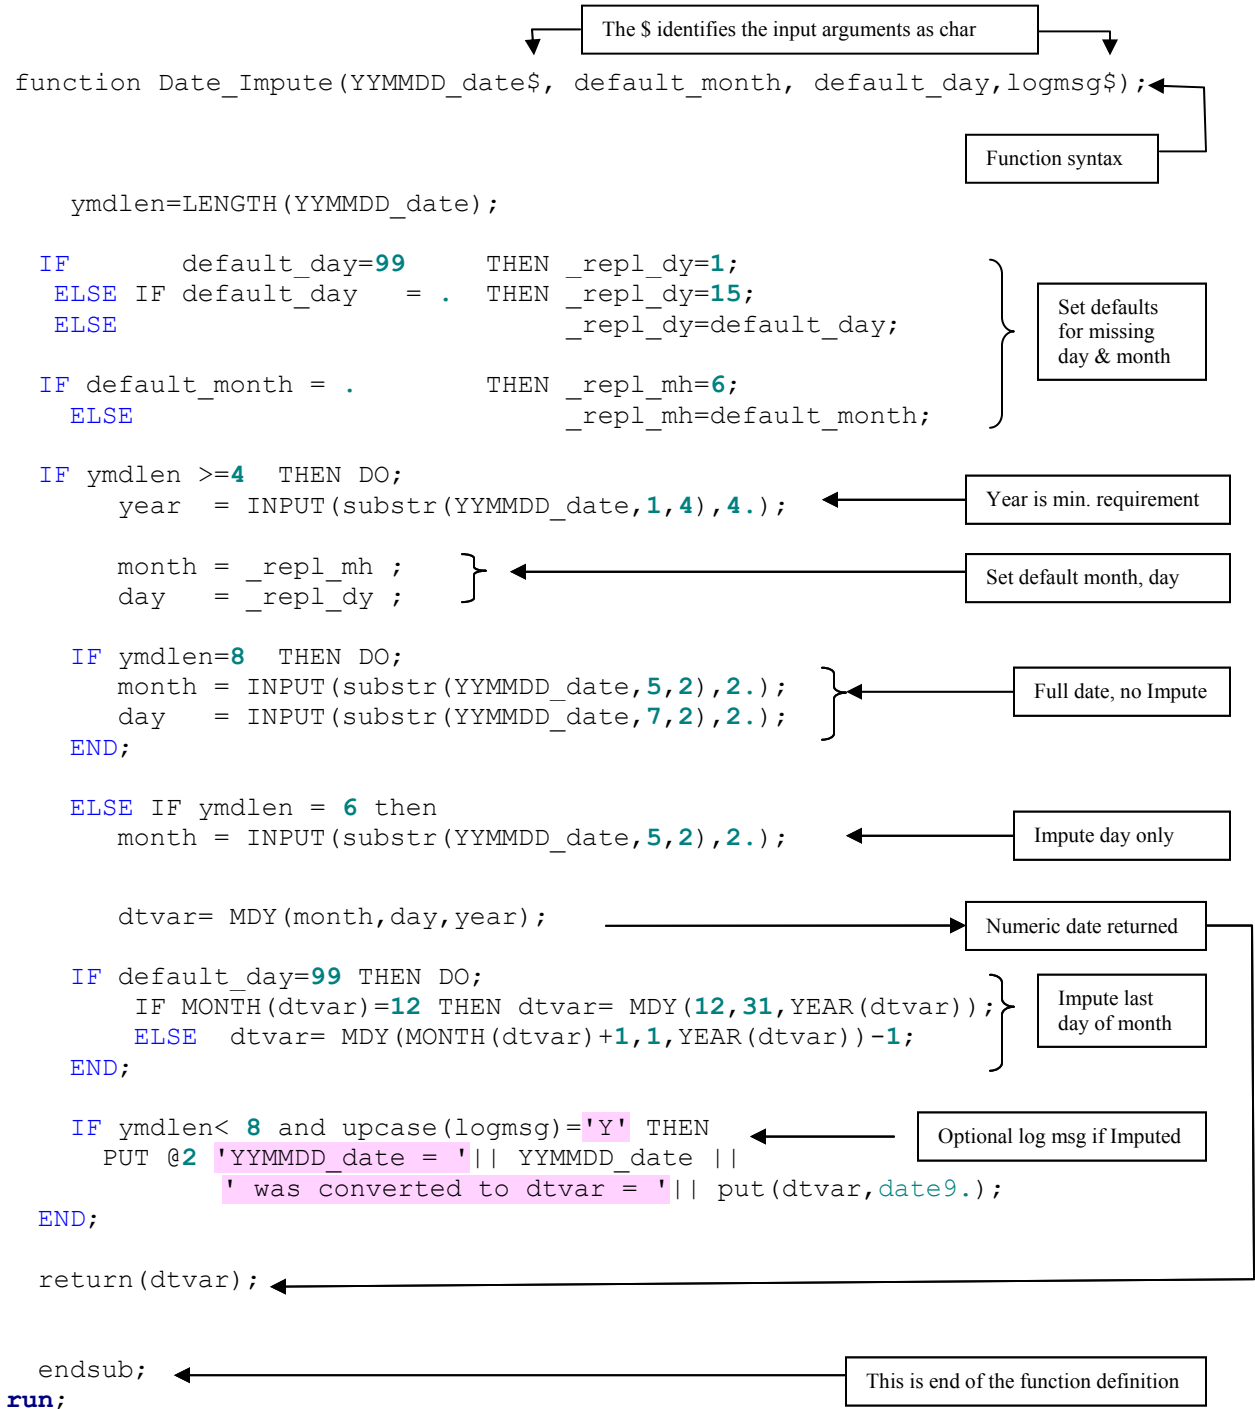 The $ identifies the input arguments as char
function Date_Impute(YYMMDD_date$, default_month, default_day,logmsg$);
Function syntax
ymdlen=LENGTH(YYMMDD_date);
IF default_day=99 THEN _repl_dy=1;
ELSE IF default_day = . THEN _repl_dy=15;
ELSE _repl_dy=default_day;
Set defaults
for missing
day & month
IF default_month = . THEN _repl_mh=6;
ELSE _repl_mh=default_month;
IF ymdlen >=4 THEN DO;
year = INPUT(substr(YYMMDD_date,1,4),4.);
Year is min. requirement
month = _repl_mh ;
day = _repl_dy ;
Set default month, day
IF ymdlen=8 THEN DO;
month = INPUT(substr(YYMMDD_date,5,2),2.);
day = INPUT(substr(YYMMDD_date,7,2),2.);
END;
Full date, no Impute
ELSE IF ymdlen = 6 then
month = INPUT(substr(YYMMDD_date,5,2),2.);
Impute day only
dtvar= MDY(month,day,year);
Numeric date returned
IF default_day=99 THEN DO;
IF MONTH(dtvar)=12 THEN dtvar= MDY(12,31,YEAR(dtvar));
ELSE dtvar= MDY(MONTH(dtvar)+1,1,YEAR(dtvar))-1;
END;
Impute last
day of month
IF ymdlen< 8 and upcase(logmsg)='Y' THEN
PUT @2 'YYMMDD_date = '|| YYMMDD_date ||
' was converted to dtvar = '|| put(dtvar,date9.);
Optional log msg if Imputed
END;
return(dtvar);
endsub;
This is end of the function definition
run;